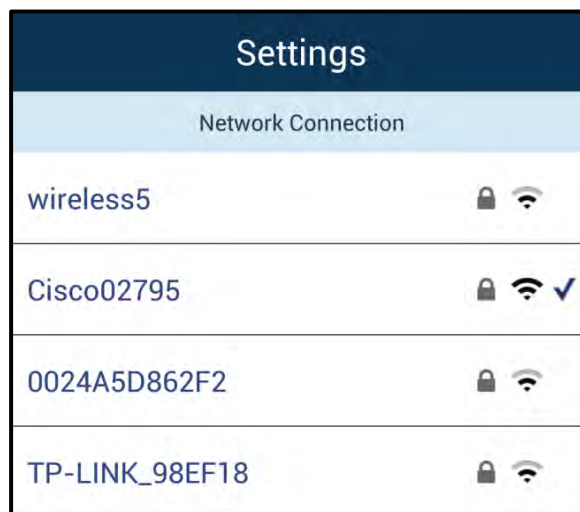 Settings
Network Connection
wireless5
Cisco02795
0024A5D862F2
TP-LINK_98EF18